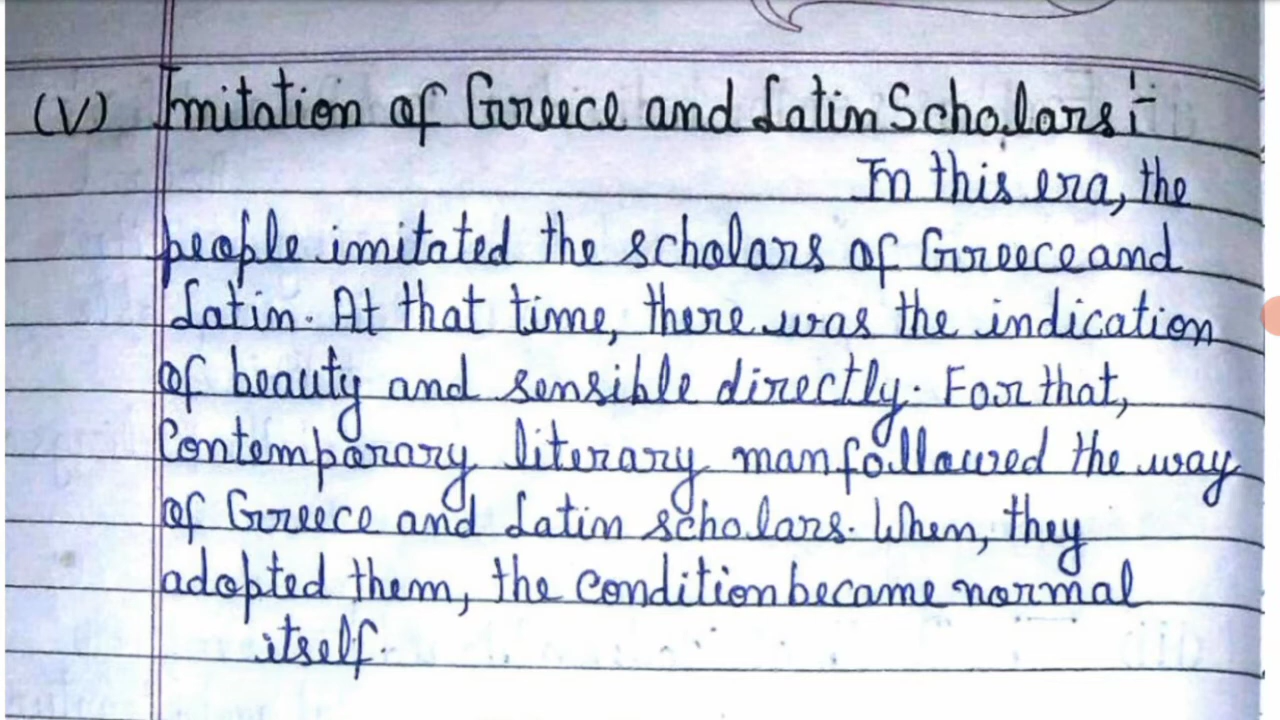 (V) Imitation of Greece and Latin Scholars :-
In this era, the
people imitated the scholars of Greece and
Latin. At that time, there was the indication
of beauty and sensible directly. For that,
Contemporary literary man followed the way
of Greece and Latin scholars. When, they
adopted them, the condition became normal
itself.